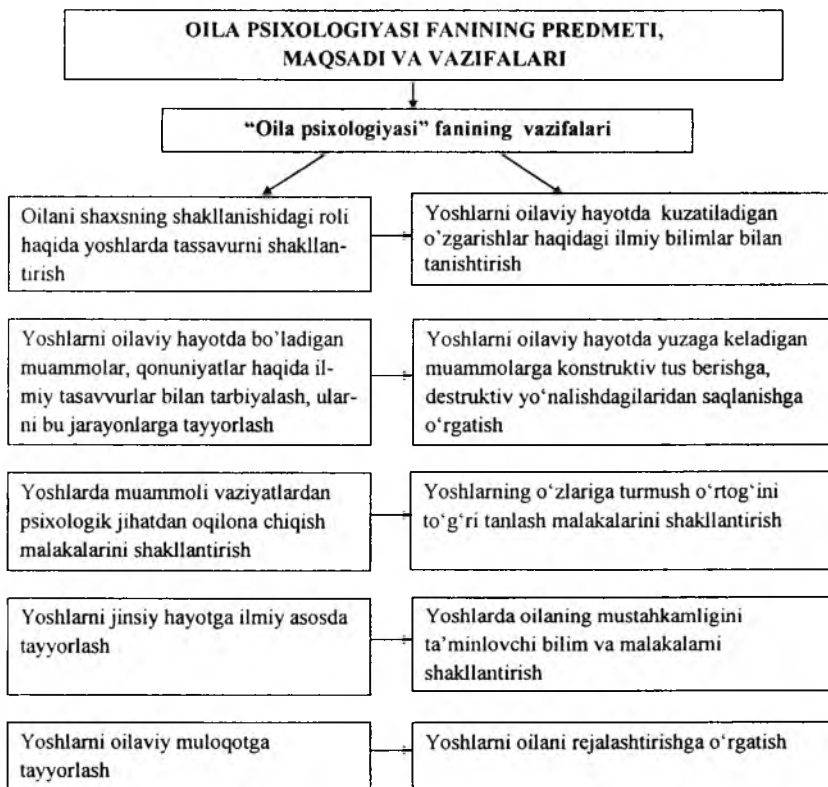 OILA PSIXOLOGIYASI FANINING PREDMETI,
MAQSADI VA VAZIFALARI
“Oila psixologiyasi” fanining vazifalari
Oilani shaxsning shakllanishidagi roli
haqida yoshlarda tassavurni shakllan-
tirish
Yoshlarni oilaviy hayotda kuzatiladigan
o’zgarishlar haqidagi ilmiy bilimlar bilan
tanishtirish
Yoshlarni oilaviy hayotda bo’ladigan
muammolar, qonuniyatlar haqida il-
miy tasavvurlar bilan tarbiyalash, ular-
ni bu jarayonlarga tayyorlash
Yoshlarni oilaviy hayotda yuzaga keladigan
muammolarga konstruktiv tus berishga,
destruktiv yo‘nalishdagilaridan saqlanishga
o‘rgatish
Yoshlarda muammoli vaziyatlardan
psixologik jihatdan oqilona chiqish
malakalarini shakllantirish
Yoshlarning o‘zlariga turmush o‘rtog‘ini
to‘g‘ri tanlash malakalarini shakllantirish
Yoshlarni jinsiy hayotga ilmiy asosda
tayyorlash
Yoshlarda oilaning mustahkamligini
ta’minlovchi bilim va malakalarni
shakllantirish
Yoshlarni oilaviy muloqotga
tayyorlash
Yoshlarni oilani rejalashtirishga o‘rgatish